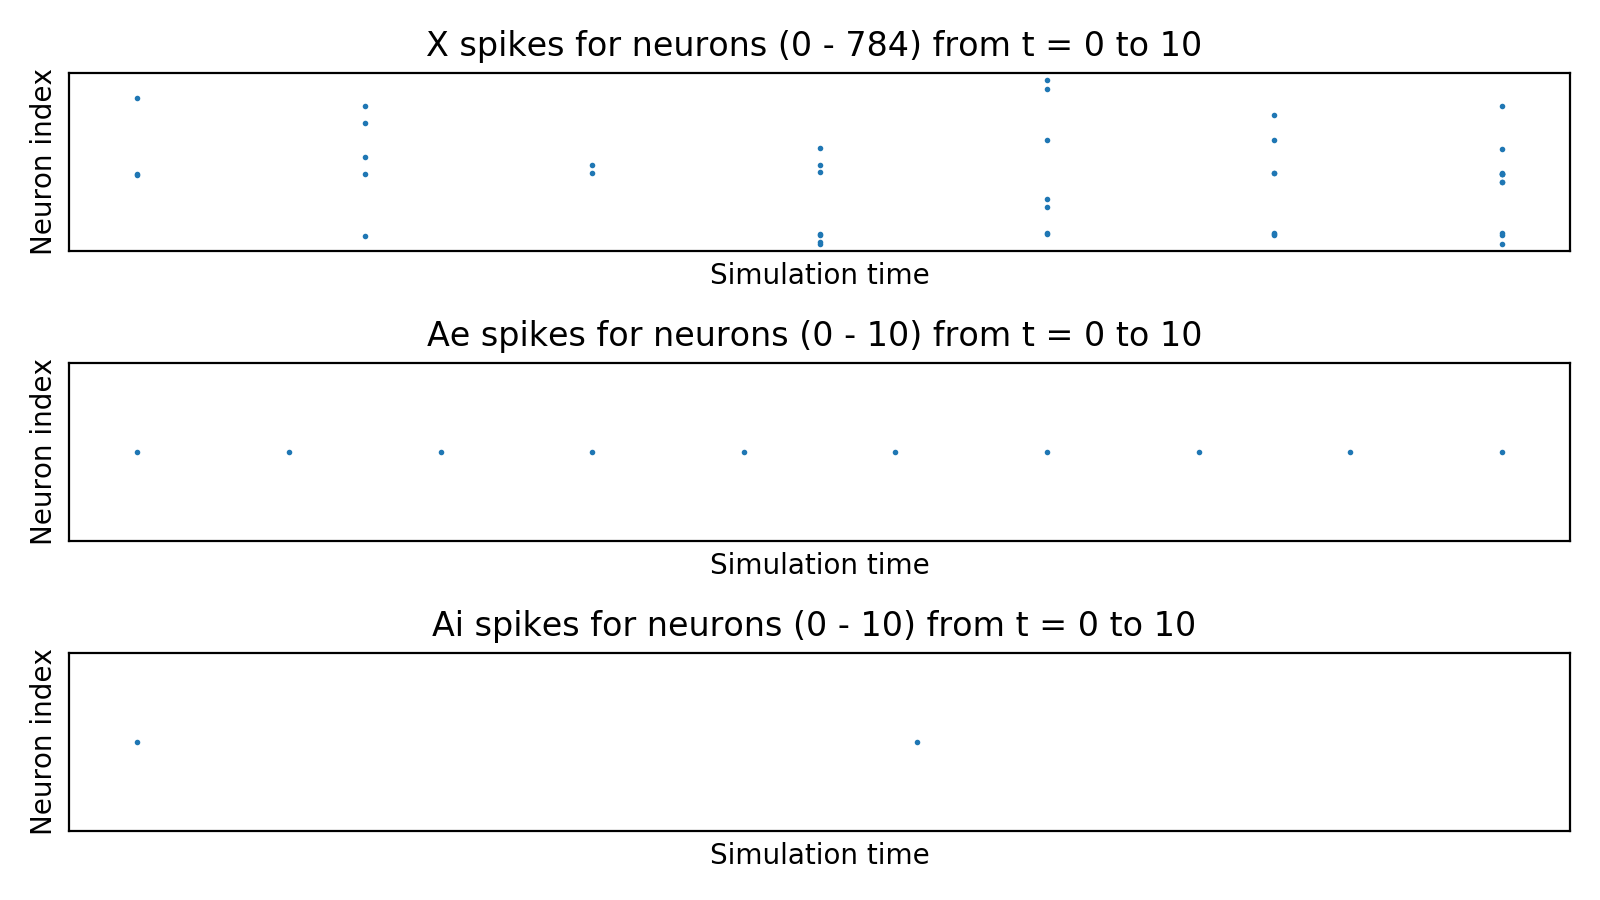 X spikes for neurons (0 - 784) from t = 0 to 10
Neuron index
Simulation time
Ae spikes for neurons (0 - 10) from t = 0 to 10
Neuron index
Simulation time
Ai spikes for neurons (0 - 10) from t = 0 to 10
Neuron index
Simulation time